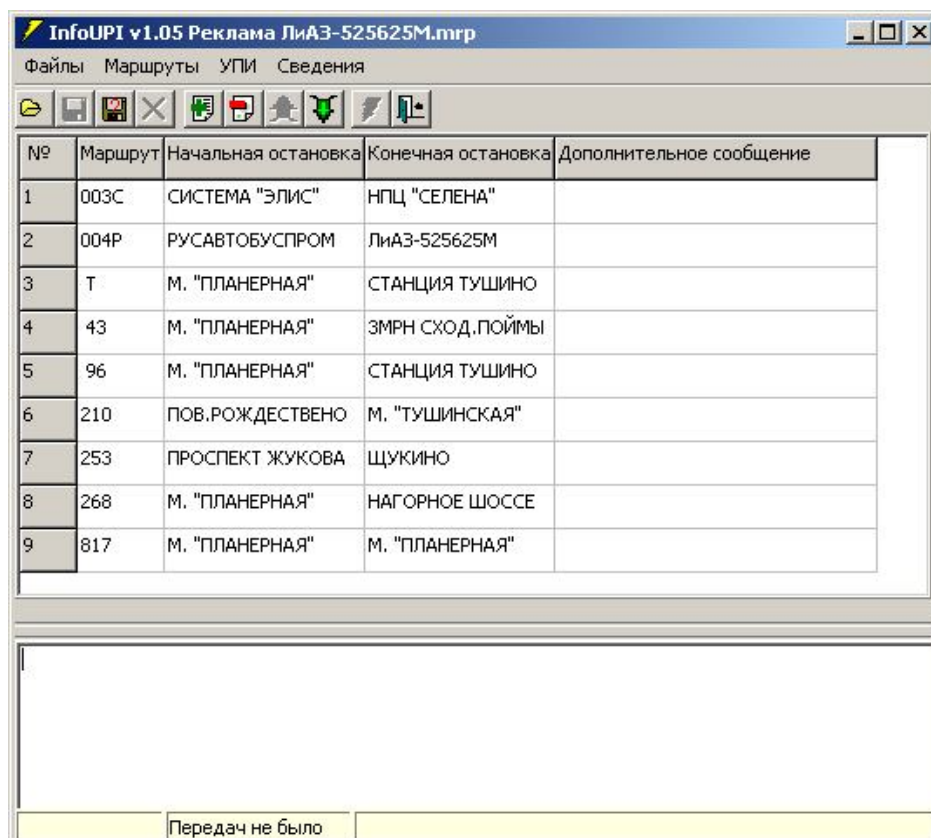 InfoUPI v1.05 Реклама ЛиАЗ-525625М.mrp
Файлы Маршруты УПИ Сведения
№ Маршрут Начальная остановка Конечная остановка Дополнительное сообщение
1 003С СИСТЕМА "ЭЛИС" НПЦ "СЕЛЕНА"
2 004Р РУСАВТОБУСПРОМ ЛиАЗ-525625М
3 Т М. "ПЛАНЕРНАЯ" СТАНЦИЯ ТУШИНО
4 43 М. "ПЛАНЕРНАЯ" 3МРН СХОД.ПОЙМЫ
5 96 М. "ПЛАНЕРНАЯ" СТАНЦИЯ ТУШИНО
6 210 ПОВ.РОЖДЕСТВЕНО М. "ТУШИНСКАЯ"
7 253 ПРОСПЕКТ ЖУКОВА ЩУКИНО
8 268 М. "ПЛАНЕРНАЯ" НАГОРНОЕ ШОССЕ
9 817 М. "ПЛАНЕРНАЯ" М. "ПЛАНЕРНАЯ"
Передач не было